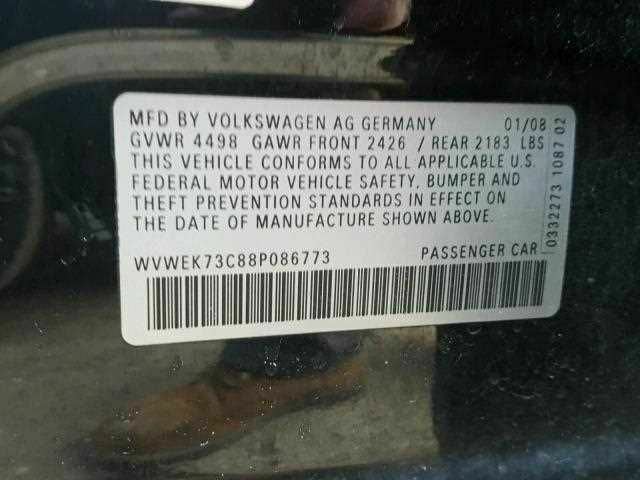 MFD BY VOLKSWAGEN AG GERMANY 01/08
GVWR 4498 GAWR FRONT 2426 / REAR 2183 LBS
THIS VEHICLE CONFORMS TO ALL APPLICABLE U.S.
FEDERAL MOTOR VEHICLE SAFETY, BUMPER AND
THEFT PREVENTION STANDARDS IN EFFECT ON
THE DATE OF MANUFACTURE SHOWN ABOVE.
WVWEK73C88P086773 PASSENGER CAR
0332273 1087 02